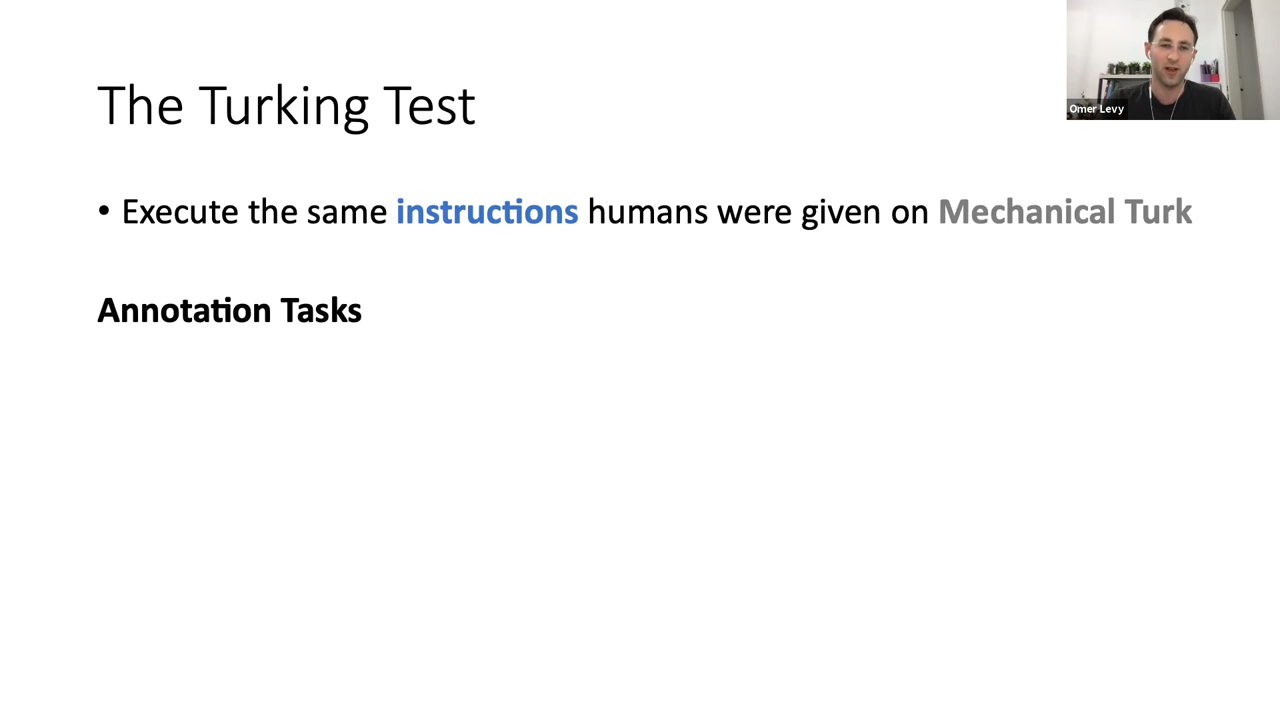 The Turking Test
Omer Levy
• Execute the same instructions humans were given on Mechanical Turk
Annotation Tasks